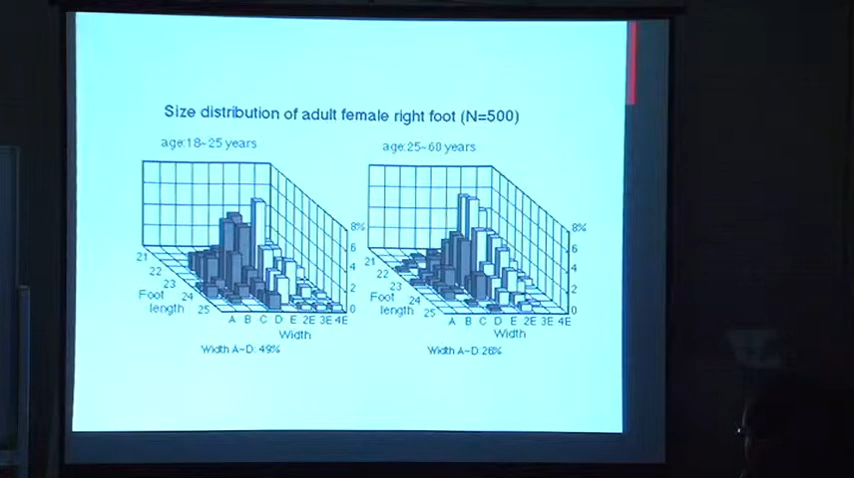 Size distribution of adult female right foot (N=500)
age:18~25 years
8%
6
4
2
0
21
22
23
24
25
Foot
length
A B C D E 2E 3E 4E
Width
Width A~D: 49%
age:25~60 years
8%
6
4
2
0
21
22
23
24
25
Foot
length
A B C D E 2E 3E 4E
Width
Width A~D 28%